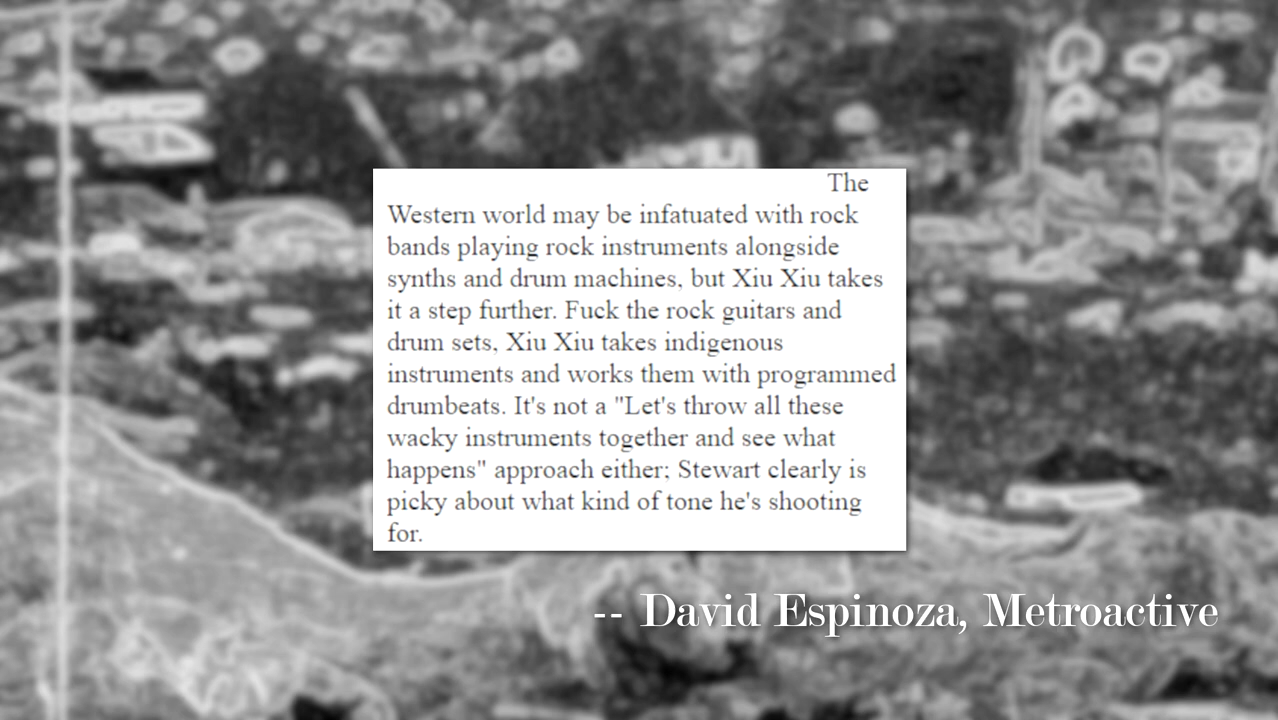 The
Western world may be infatuated with rock
bands playing rock instruments alongside
synths and drum machines, but Xiu Xiu takes
it a step further. Fuck the rock guitars and
drum sets, Xiu Xiu takes indigenous
instruments and works them with programmed
drumbeats. It's not a "Let's throw all these
wacky instruments together and see what
happens" approach either; Stewart clearly is
picky about what kind of tone he's shooting
for.
-- David Espinoza, Metroactive